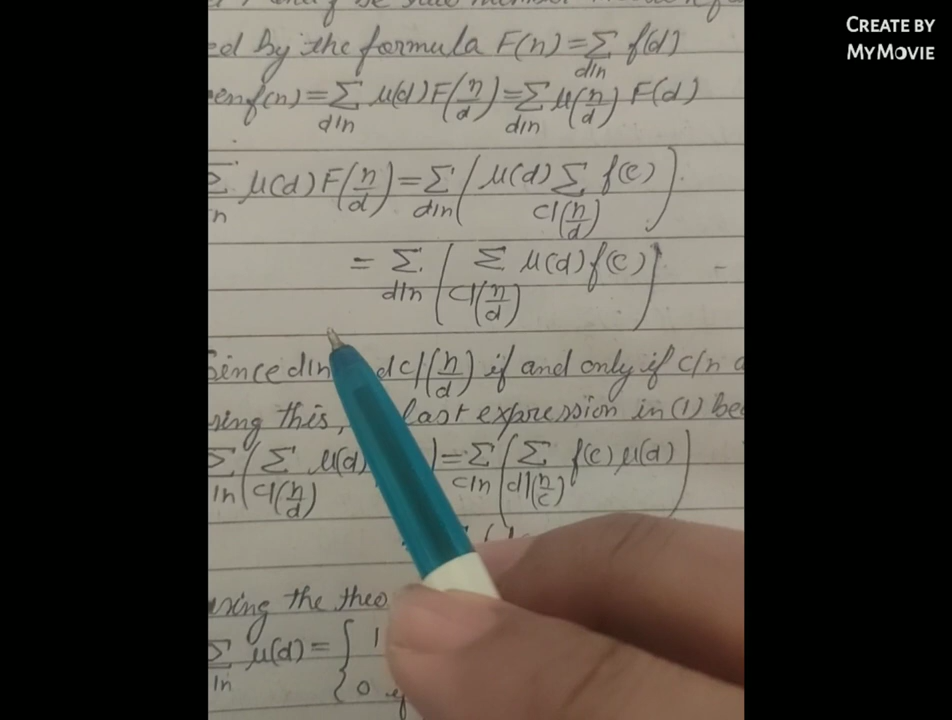 ed by the formula F(n) = Σ f(d)
d|n
en f(n) = Σ μ(d) F(n/d) = Σ μ(n/d) F(d)
d|n d|n
Σ μ(d) F(n/d) = Σ ( μ(d) Σ f(c) ).
n d|n c|(n/d)
= Σ ( Σ μ(d) f(c) )
d|n c|(n/d)
Since d|n d c|(n/d) if and only if c/n
sing this, last expression in (1) be
Σ ( Σ μ(d) ) = Σ ( Σ f(c) μ(d) )
|n c|(n/d) c|n d|(n/c)
using the theo
Σ μ(d) = { 1
|n 0
CREATE BY
MYMOVIE